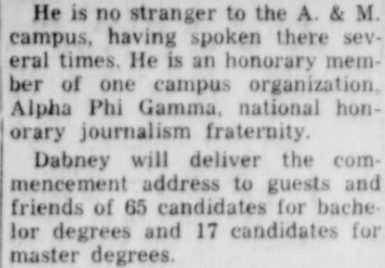 He is no stranger to the A. & M.
campus, having spoken there sev-
eral times. He is an honorary mem-
ber of one campus organization,
Alpha Phi Gamma, national hon-
orary journalism fraternity.
Dabney will deliver the com-
mencement address to guests and
friends of 65 candidates for bache-
lor degrees and 17 candidates for
master degrees.